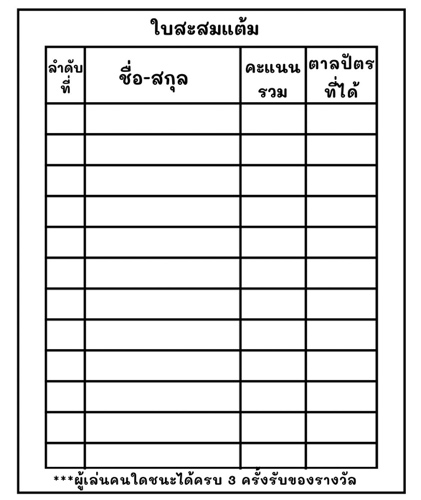 ใบสะสมแต้ม
ลำดับ
ที่
ชื่อ-สกุล
คะแนน
รวม
ตาลปัตร
ที่ได้
***ผู้เล่นคนใดชนะได้ครบ 3 ครั้งรับของรางวัล